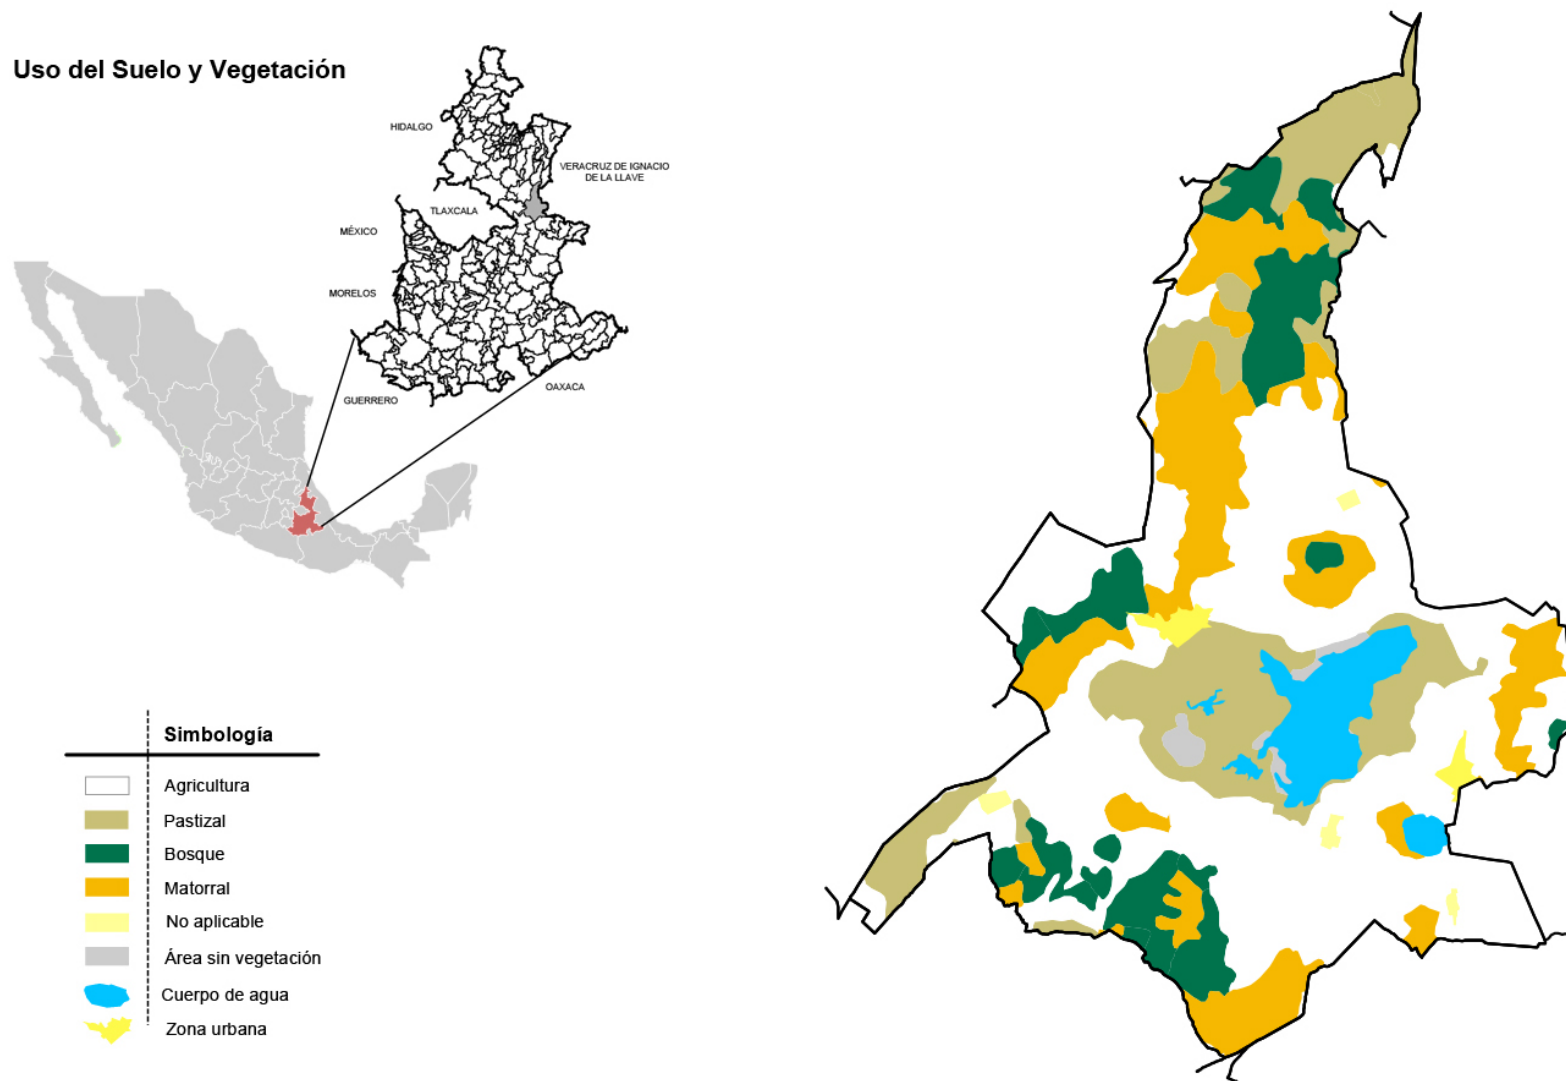 Uso del Suelo y Vegetación
HIDALGO
VERACRUZ DE IGNACIO
DE LA LLAVE
TLAXCALA
MÉXICO
MORELOS
OAXACA
GUERRERO
Simbología
Agricultura
Pastizal
Bosque
Matorral
No aplicable
Área sin vegetación
Cuerpo de agua
Zona urbana